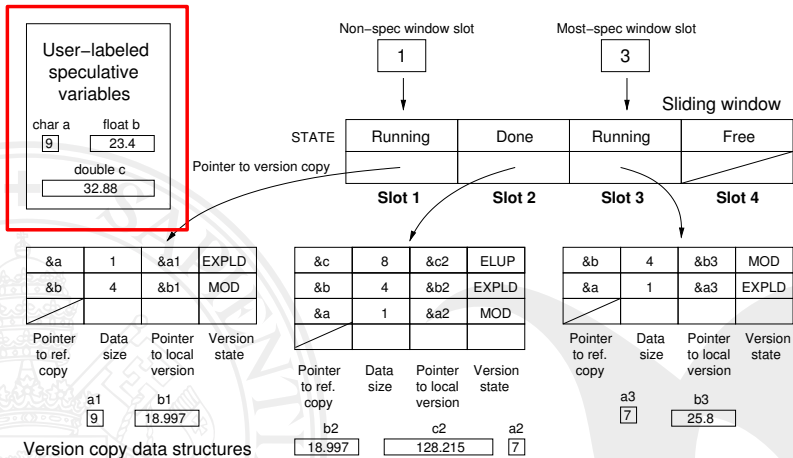 User−labeled
speculative
variables
char a float b
9 23.4
double c
32.88
Non−spec window slot
1
Most−spec window slot
3
Sliding window
STATE Running Done Running Free
Pointer to version copy
Slot 1 Slot 2 Slot 3 Slot 4
&a 1 &a1 EXPLD
&b 4 &b1 MOD
Pointer to ref. copy
Data size
Pointer to local version
Version state
a1 b1
9 18.997
Version copy data structures
&c 8 &c2 ELUP
&b 4 &b2 EXPLD
&a 1 &a2 MOD
Pointer to ref. copy
Data size
Pointer to local version
Version state
b2 c2 a2
18.997 128.215 7
&b 4 &b3 MOD
&a 1 &a3 EXPLD
Pointer to ref. copy
Data size
Pointer to local version
Version state
a3 b3
7 25.8